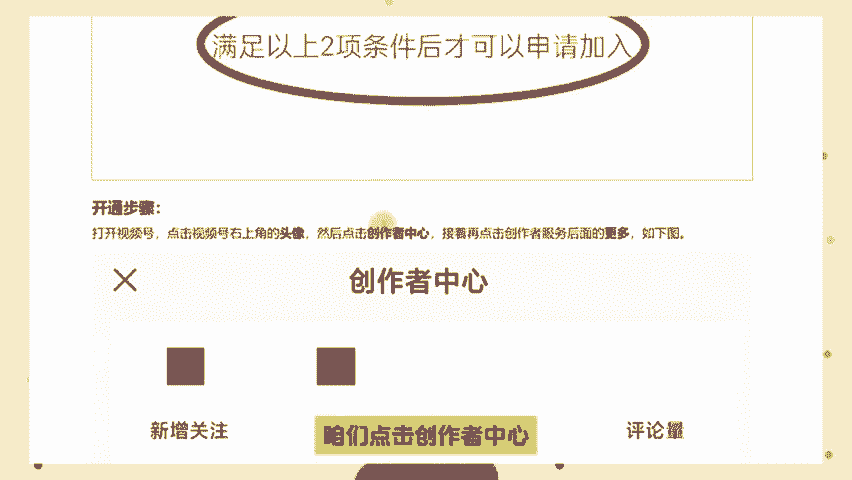 满足以上2项条件后才可以申请加入
开通步骤：
打开视频号，点击视频号右上角的头像，然后点击创作者中心，接着再点击创作者服务后面的更多，如下图。
创作者中心
新增关注
咱们点击创作者中心
评论量